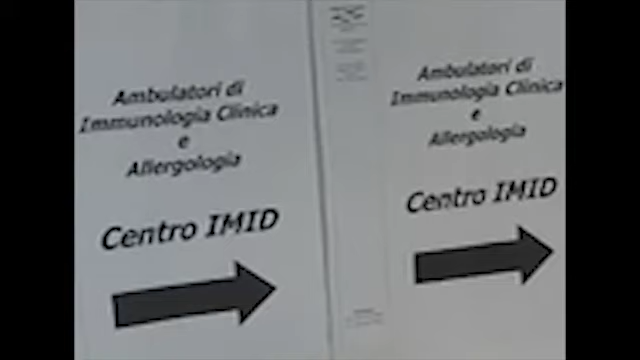 Ambulatori di
Immunologia Clinica
e
Allergologia
Centro IMID
Ambulatori di
Immunologia Clinica
e
Allergologia
Centro IMID